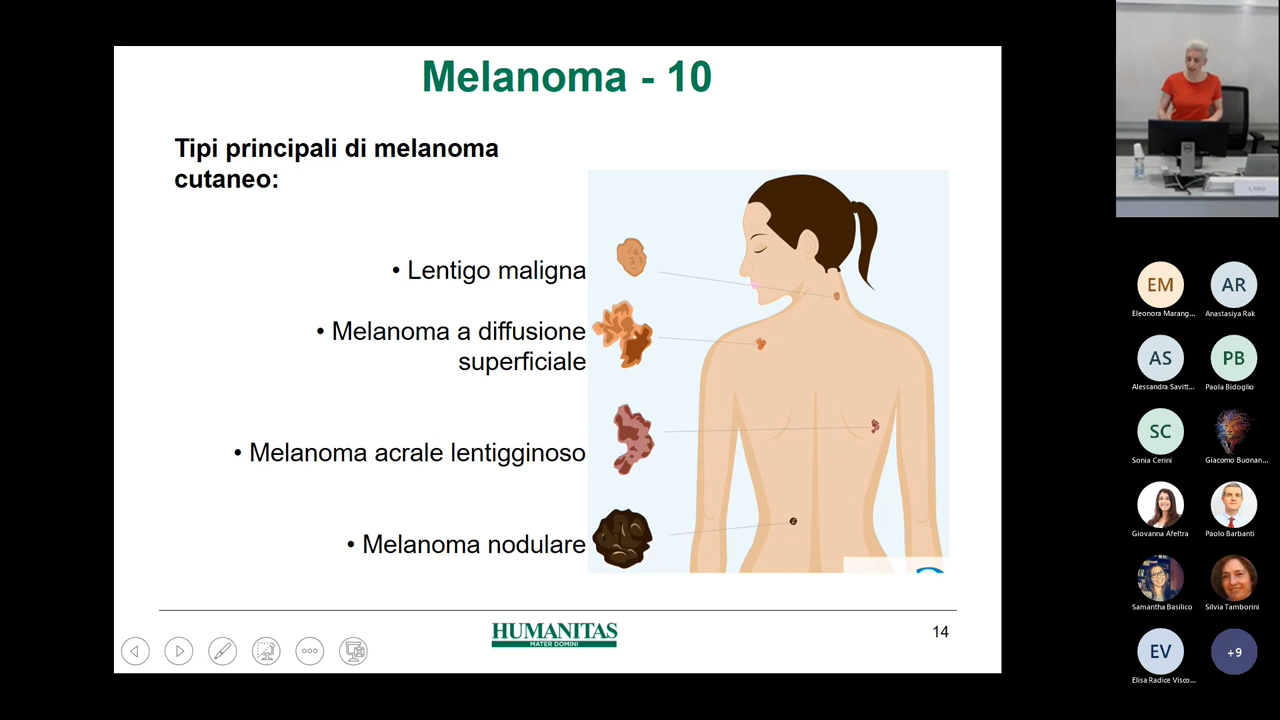 Melanoma - 10
Tipi principali di melanoma
cutaneo:
• Lentigo maligna
• Melanoma a diffusione
superficiale
• Melanoma acrale lentigginoso
• Melanoma nodulare
HUMANITAS
MATER DOMINI
14
EM
Eleonora Marang...
AR
Anastasiya Rak
AS
Alessandra Savitt...
PB
Paola Bidoglio
SC
Sonia Cerini
Giacomo Buonan...
Giovanna Afeltra
Paolo Barbanti
Samantha Basilico
Silvia Tamborini
EV
Elisa Radice Visco...
+9